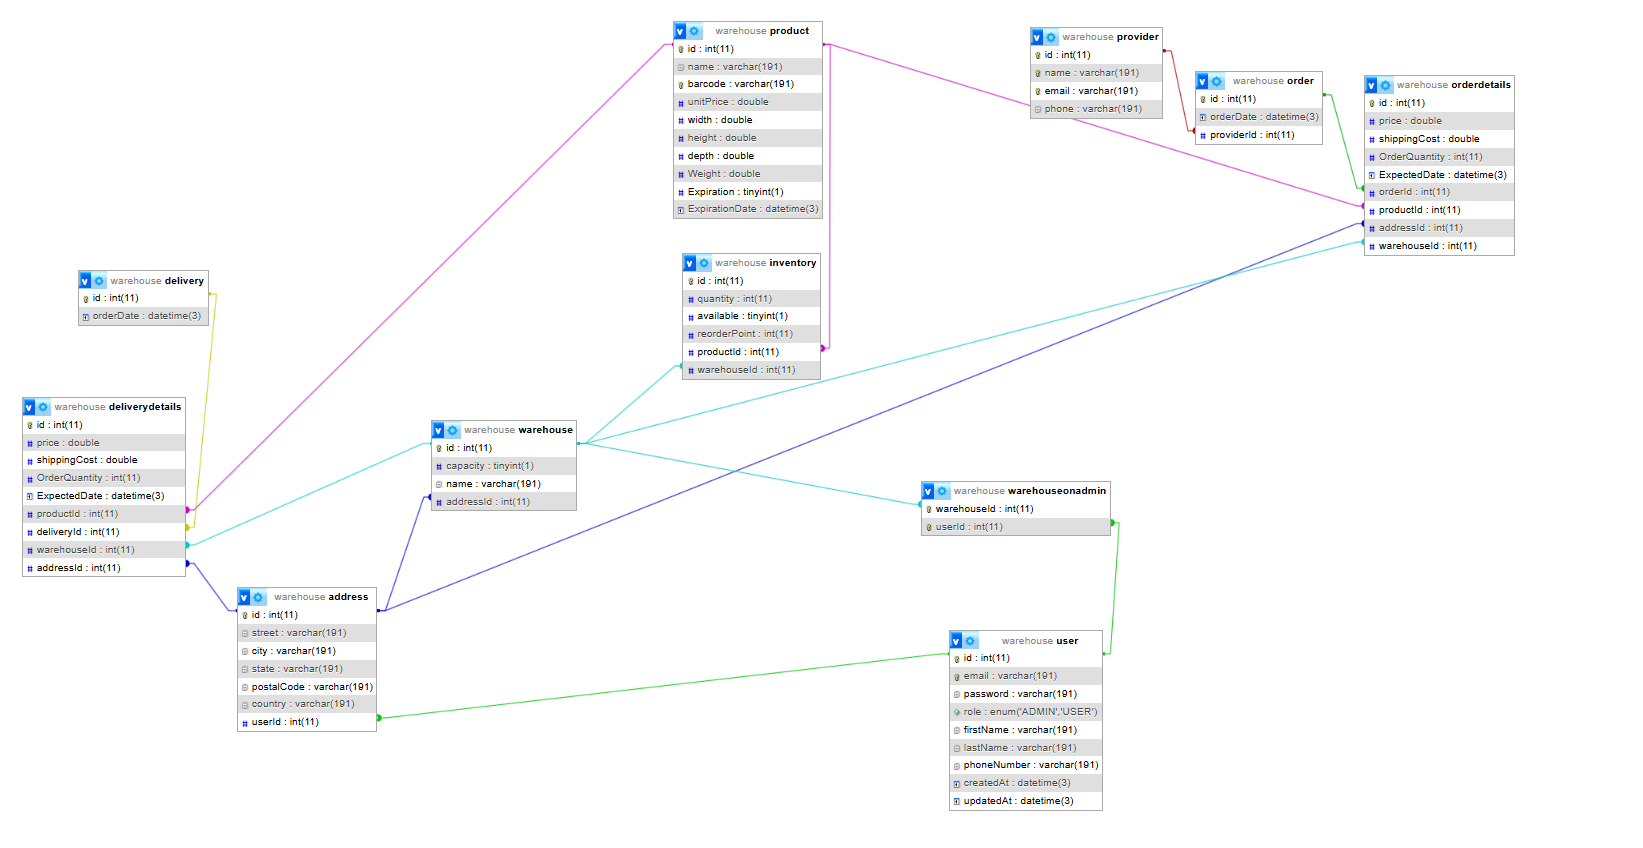 warehouse product
id : int(11)
name : varchar(191)
barcode : varchar(191)
unitPrice : double
width : double
height : double
depth : double
Weight : double
Expiration : tinyint(1)
ExpirationDate : datetime(3)
warehouse provider
id : int(11)
name : varchar(191)
email : varchar(191)
phone : varchar(191)
warehouse order
id : int(11)
orderDate : datetime(3)
providerId : int(11)
warehouse orderdetails
id : int(11)
price : double
shippingCost : double
OrderQuantity : int(11)
ExpectedDate : datetime(3)
orderId : int(11)
productId : int(11)
addressId : int(11)
warehouseId : int(11)
warehouse inventory
id : int(11)
quantity : int(11)
available : tinyint(1)
reorderPoint : int(11)
productId : int(11)
warehouseId : int(11)
warehouse delivery
id : int(11)
orderDate : datetime(3)
warehouse deliverydetails
id : int(11)
price : double
shippingCost : double
OrderQuantity : int(11)
ExpectedDate : datetime(3)
productId : int(11)
deliveryId : int(11)
warehouseId : int(11)
addressId : int(11)
warehouse warehouse
id : int(11)
capacity : tinyint(1)
name : varchar(191)
addressId : int(11)
warehouse warehouseonadmin
warehouseId : int(11)
userId : int(11)
warehouse address
id : int(11)
street : varchar(191)
city : varchar(191)
state : varchar(191)
postalCode : varchar(191)
country : varchar(191)
userId : int(11)
warehouse user
id : int(11)
email : varchar(191)
password : varchar(191)
role : enum('ADMIN','USER')
firstName : varchar(191)
lastName : varchar(191)
phoneNumber : varchar(191)
createdAt : datetime(3)
updatedAt : datetime(3)